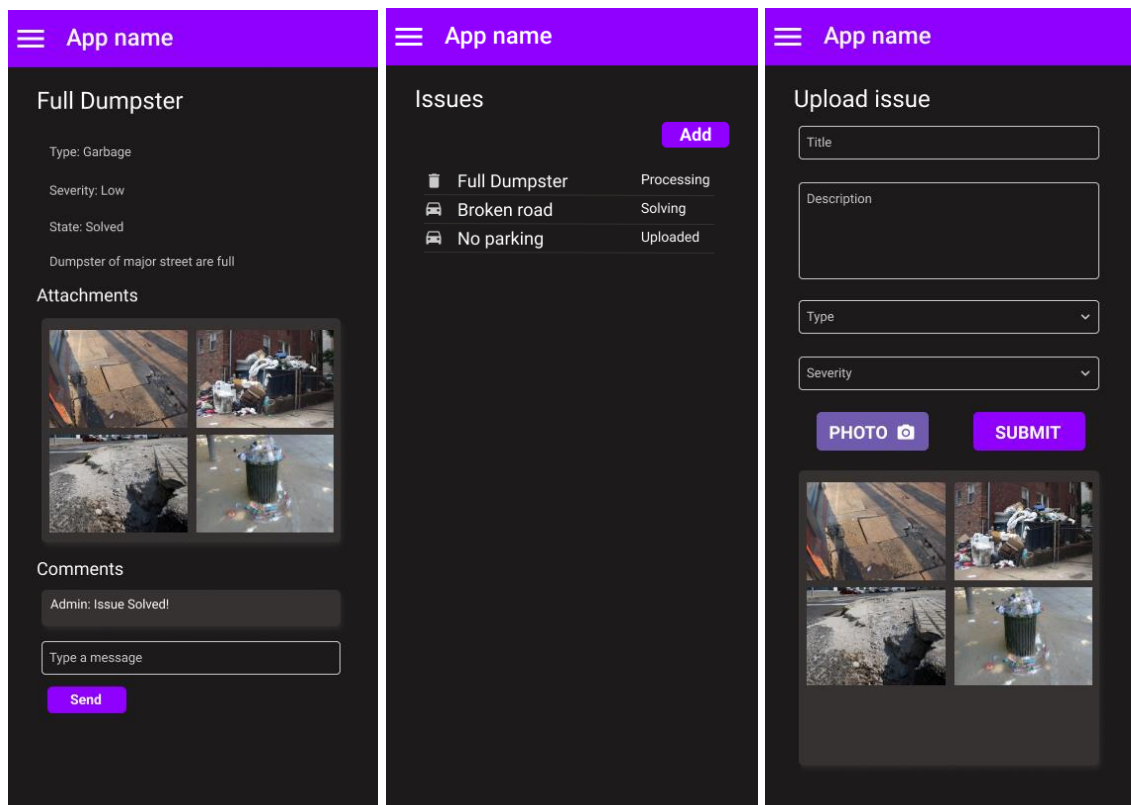 App name
Full Dumpster
Type: Garbage
Severity: Low
State: Solved
Dumpster of major street are full
Attachments
Comments
Admin: Issue Solved!
Type a message
Send
App name
Issues
Add
Full Dumpster Processing
Broken road Solving
No parking Uploaded
App name
Upload issue
Title
Description
Type
Severity
PHOTO SUBMIT